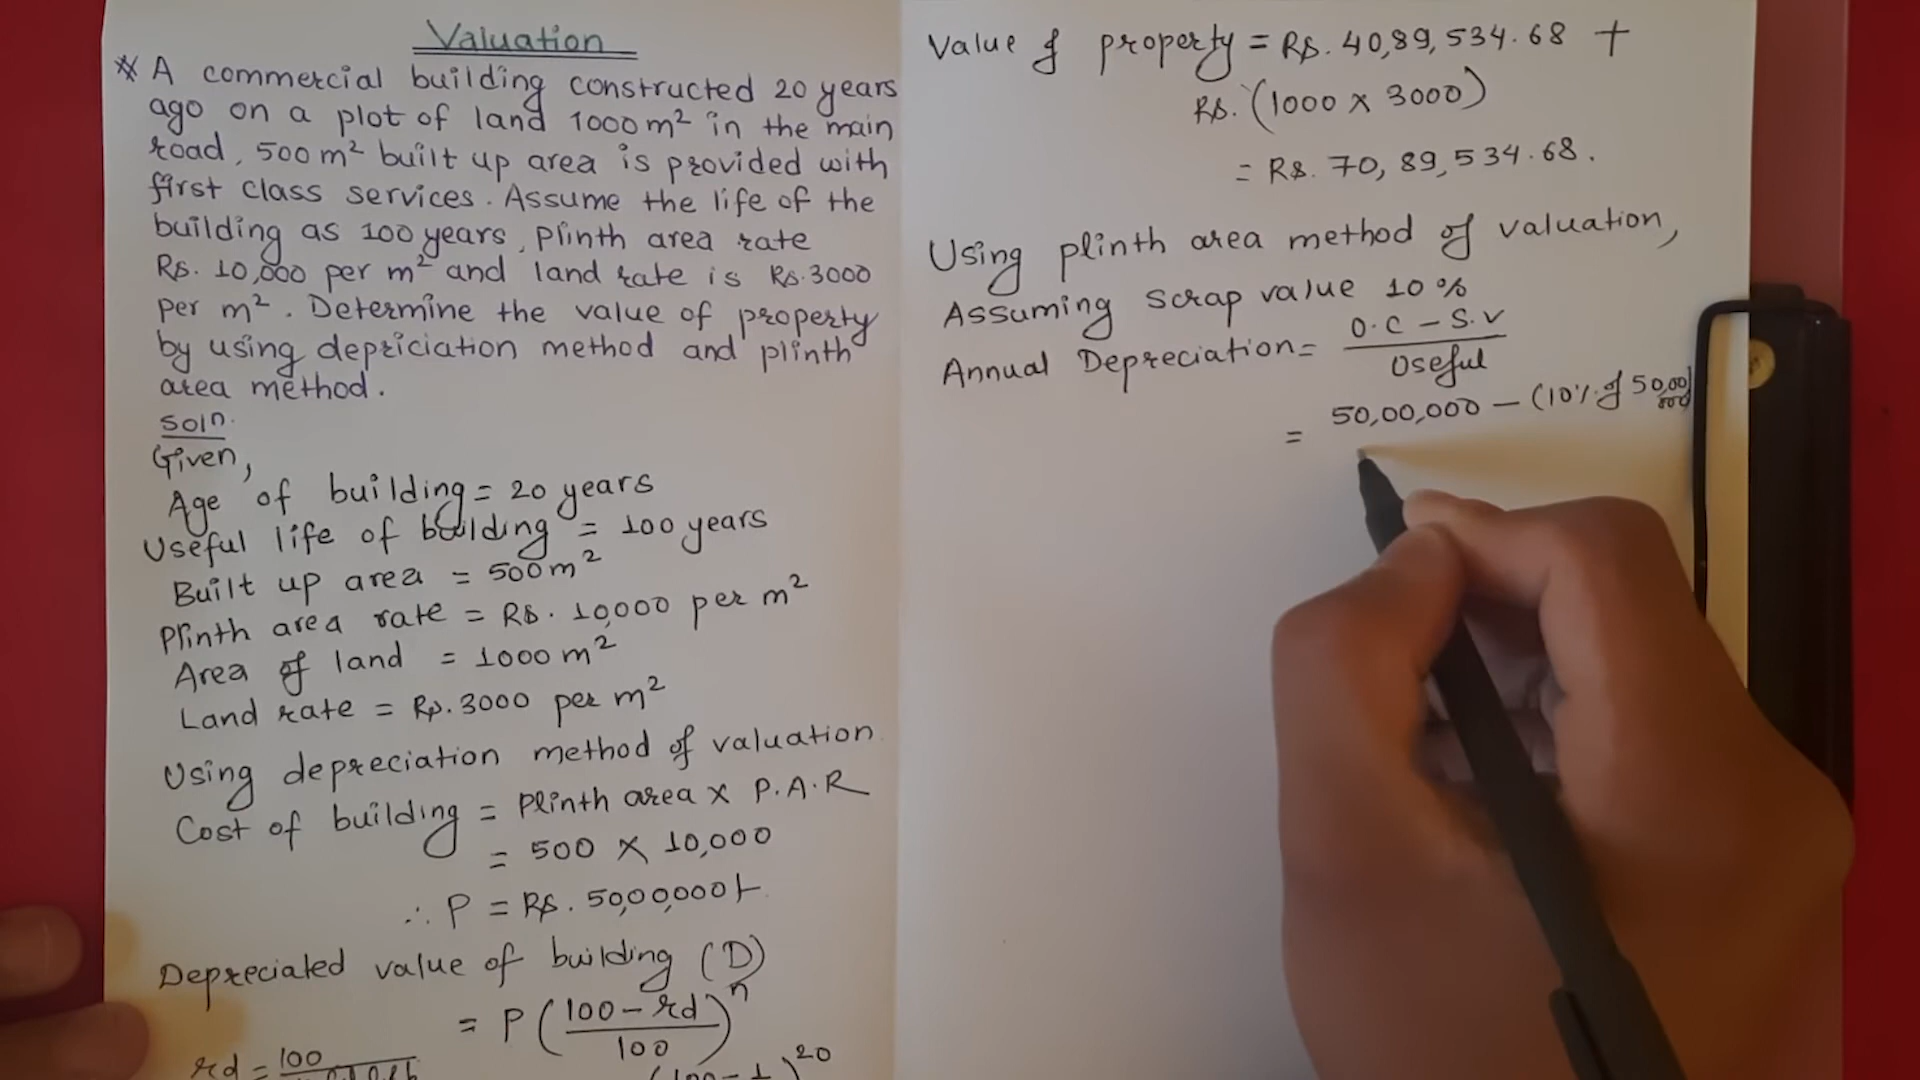 Valuation
* A commercial building constructed 20 years
ago on a plot of land 1000 m² in the main
road, 500 m² built up area is provided with
first class services. Assume the life of the
building as 100 years, plinth area rate
Rs. 10,000 per m² and land rate is Rs. 3000
per m². Determine the value of property
by using depriciation method and plinth
area method.
Soln.
Given,
Age of building = 20 years
Useful life of building = 100 years
Built up area = 500 m²
Plinth area rate = Rs. 10,000 per m²
Area of land = 1000 m²
Land rate = Rs. 3000 per m²
Using depreciation method of valuation
Cost of building = Plinth area x P.A.R
= 500 x 10,000
∴ P = Rs. 50,00,000/-
Depreciated value of building (D)
= P ( 100 - rd / 100 )ⁿ
rd = 100
(100 - 1 )²⁰
Value of property = Rs. 40,89,534.68 +
Rs. (1000 x 3000)
= Rs. 70,89,534.68.
Using plinth area method of valuation,
Assuming scrap value 10%
Annual Depreciation = O.C - S.V / Useful
= 50,00,000 - (10% of 50,00,000)